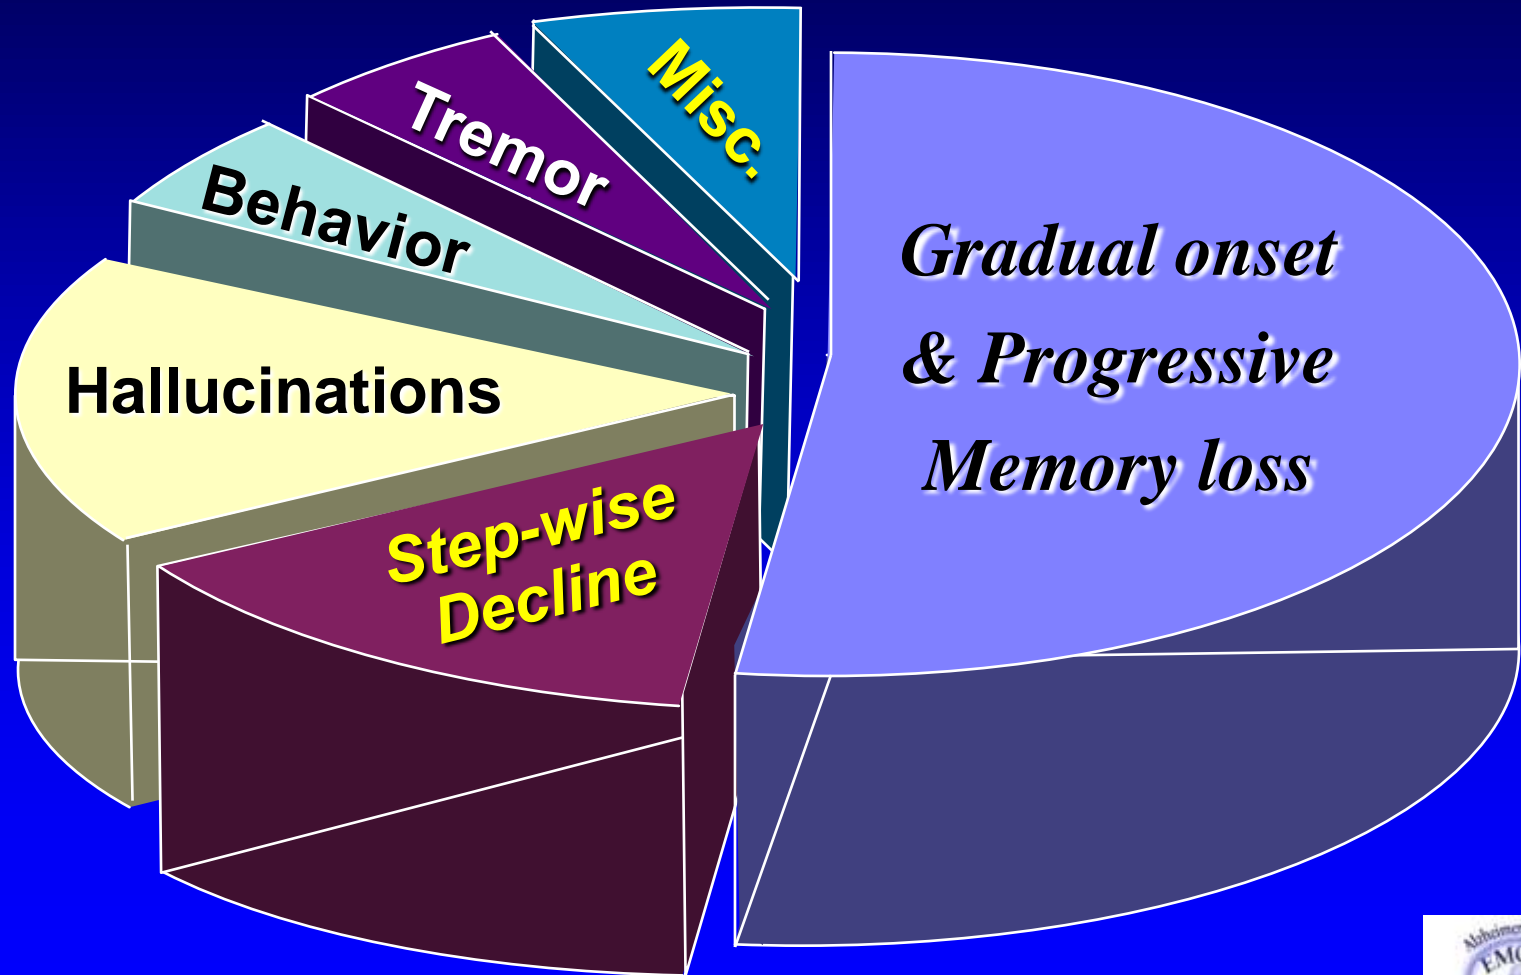 Misc.
Tremor
Behavior
Hallucinations
Step-wise
Decline
Gradual onset
& Progressive
Memory loss